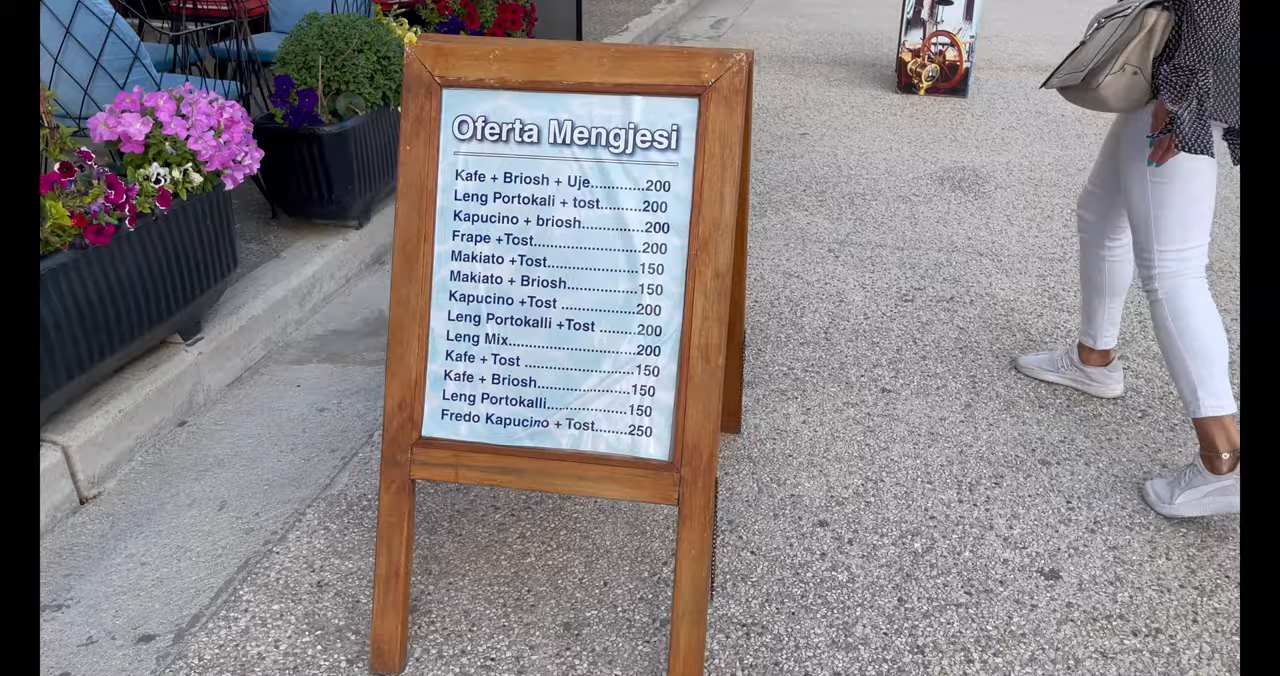 Oferta Mengjesi
Kafe + Briosh + Uje............200
Leng Portokali + tost..........200
Kapucino + briosh...............200
Frape +Tost..........................200
Makiato +Tost......................150
Makiato + Briosh.................150
Kapucino +Tost ...................200
Leng Portokalli +Tost .........200
Leng Mix...............................200
Kafe + Tost ............................150
Kafe + Briosh.......................150
Leng Portokalli....................150
Fredo Kapucino + Tost........250